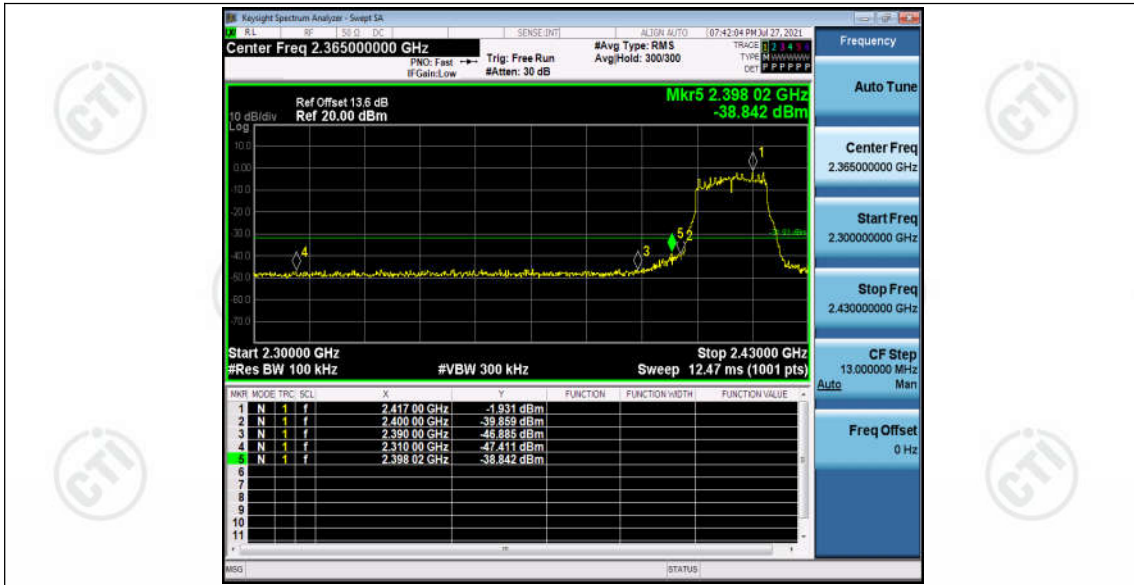 Keysight Spectrum Analyzer - Swept SA
RL RF 50 Ω DC SENSE:INT ALIGN AUTO 07:42:04 PM Jul 27, 2021
Center Freq 2.365000000 GHz
PNO: Fast
IFGain:Low
Trig: Free Run
#Atten: 30 dB
#Avg Type: RMS
Avg|Hold: 300/300
TRACE 1 2 3 4 5 6
TYPE M WWWWW
DET P P P P P P
Frequency
Auto Tune
Center Freq
2.365000000 GHz
Start Freq
2.300000000 GHz
Stop Freq
2.430000000 GHz
CF Step
13.000000 MHz
Auto Man
Freq Offset
0 Hz
Mkr5 2.398 02 GHz
-38.842 dBm
Ref Offset 13.6 dB
10 dB/div Ref 20.00 dBm
Log
10.0
0.00
-10.0
-20.0
-30.0
-40.0
-50.0
-60.0
-70.0
1
5 2
3
4
Start 2.30000 GHz Stop 2.43000 GHz
#Res BW 100 kHz #VBW 300 kHz Sweep 12.47 ms (1001 pts)
MKR MODE TRC SCL X Y FUNCTION FUNCTION WIDTH FUNCTION VALUE
1 N 1 f 2.417 00 GHz -1.931 dBm
2 N 1 f 2.400 00 GHz -39.859 dBm
3 N 1 f 2.390 00 GHz -46.885 dBm
4 N 1 f 2.310 00 GHz -47.411 dBm
5 N 1 f 2.398 02 GHz -38.842 dBm
6
7
8
9
10
11
MSG STATUS
CTI
CTI
CTI
CTI